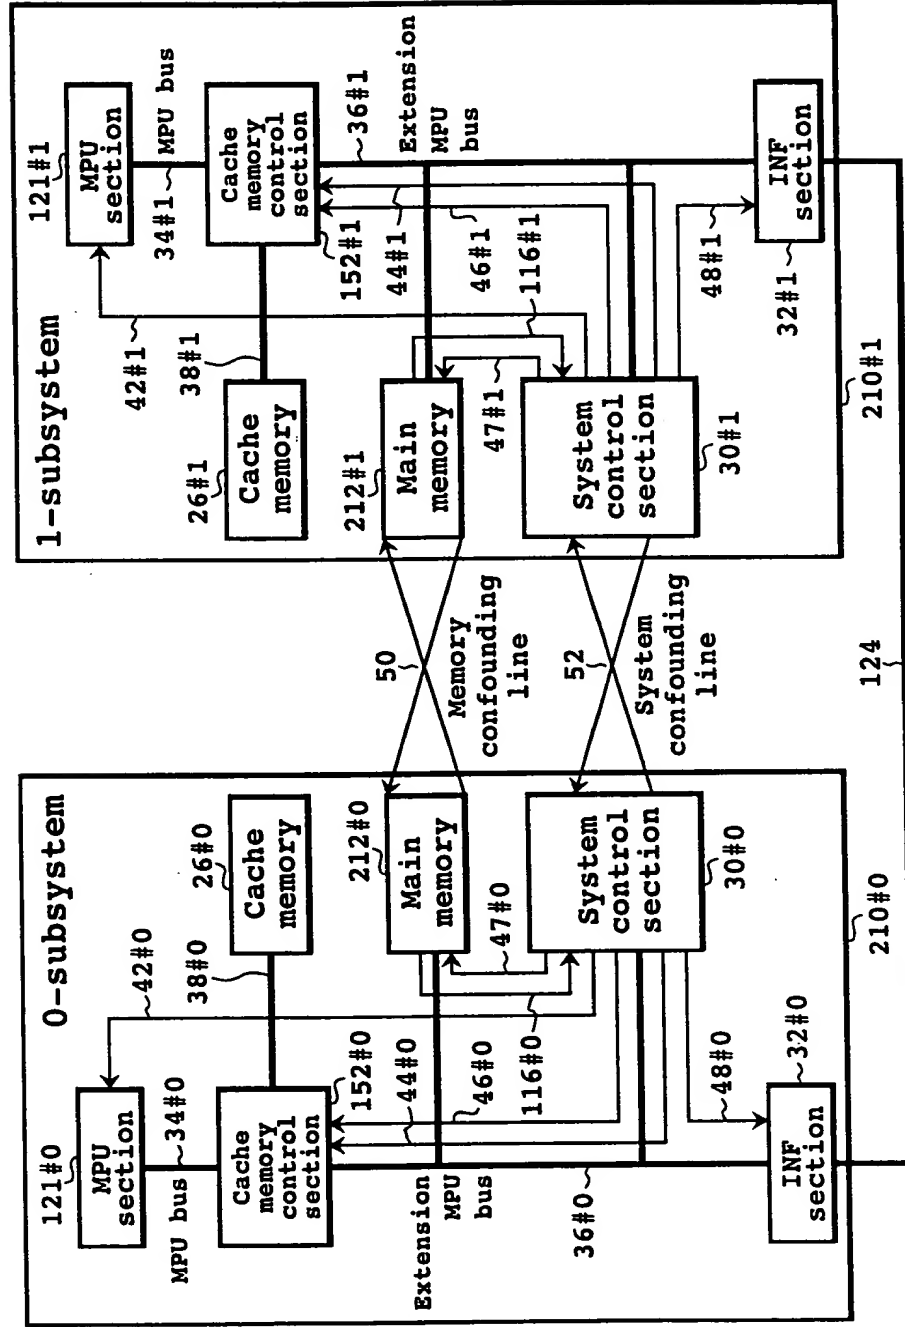 0-subsystem
121#0
MPU
section
42#0
MPU bus
34#0
38#0
26#0
Cache
memory
Cache
memory
control
section
152#0
44#0
46#0
212#0
Main
memory
Extension
MPU
bus
116#0
47#0
System
control
section
30#0
36#0
48#0
INF
section
32#0
210#0
50
Memory
confounding
line
52
System
confounding
line
124
1-subsystem
121#1
MPU
section
42#1
34#1
MPU bus
38#1
26#1
Cache
memory
Cache
memory
control
section
152#1
44#1
46#1
36#1
212#1
Main
memory
Extension
MPU
bus
116#1
47#1
System
control
section
30#1
48#1
INF
section
32#1
210#1